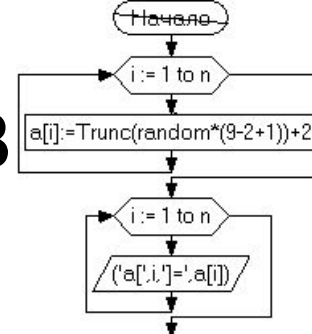 Начало
i := 1 to n
a[i]:=Trunc(random*(9-2+1))+2
i := 1 to n
('a[',i,']=',a[i])